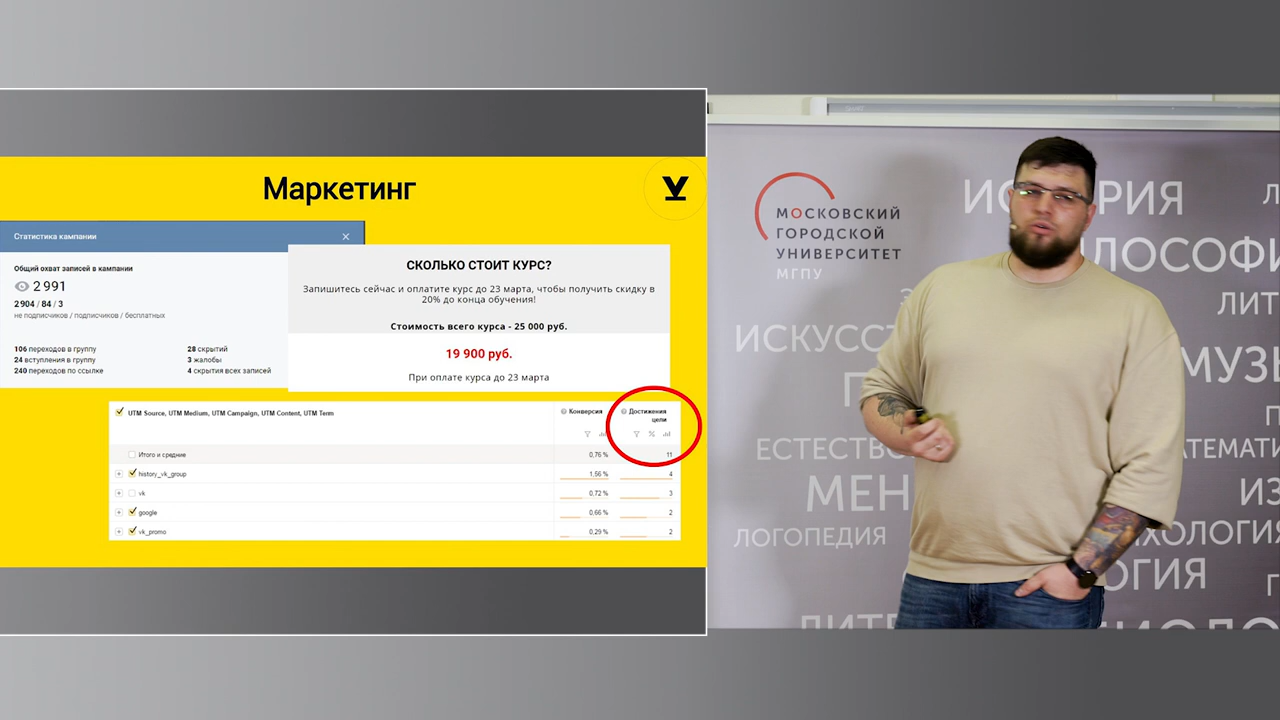 Маркетинг
Статистика кампании
Общий охват записей в кампании
2 991
2 904 / 84 / 3
не подписчиков / подписчиков / бесплатных
106 переходов в группу
24 вступления в группу
240 переходов по ссылке
28 скрытий
3 жалобы
4 скрытия всех записей
СКОЛЬКО СТОИТ КУРС?
Запишитесь сейчас и оплатите курс до 23 марта, чтобы получить скидку в
20% до конца обучения!
Стоимость всего курса - 25 000 руб.
19 900 руб.
При оплате курса до 23 марта
UTM Source, UTM Medium, UTM Campaign, UTM Content, UTM Term
Конверсия
Достижения
цели
Итого и средние 0,76 % 11
history_vk_group 1,56 % 4
vk 0,72 % 3
google 0,66 % 2
vk_promo 0,29 % 2
МОСКОВСКИЙ
ГОРОДСКОЙ
УНИВЕРСИТЕТ
МГПУ
ЛОГОПЕДИЯ